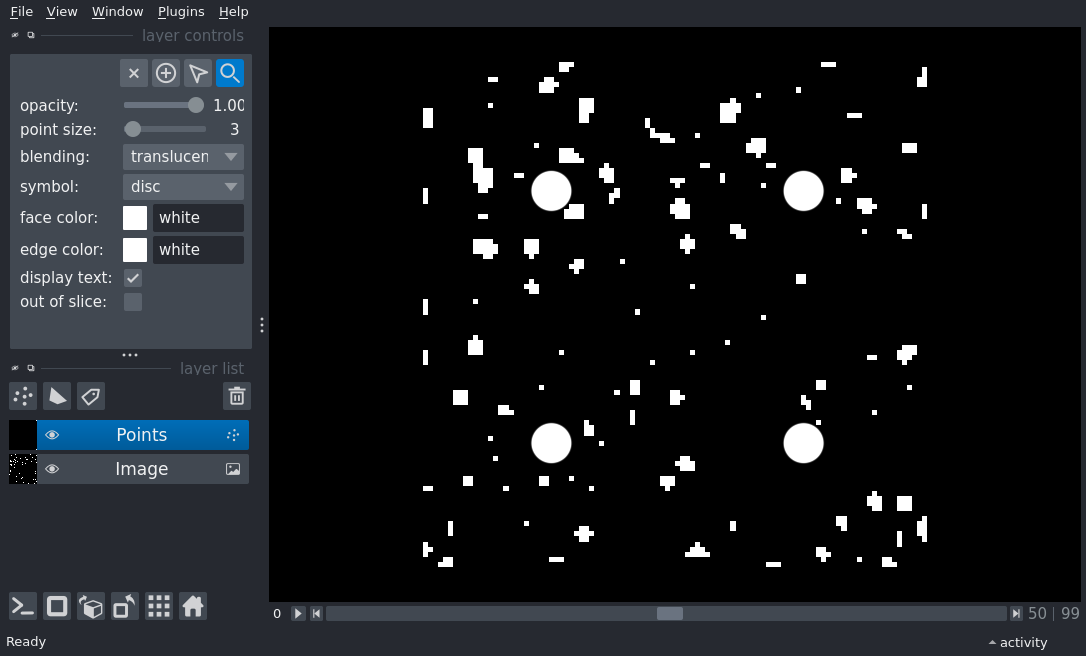 File View Window Plugins Help
layer controls
opacity: 1.00
point size: 3
blending: translucen
symbol: disc
face color: white
edge color: white
display text:
out of slice:
layer list
Points
Image
0 50 | 99
Ready activity